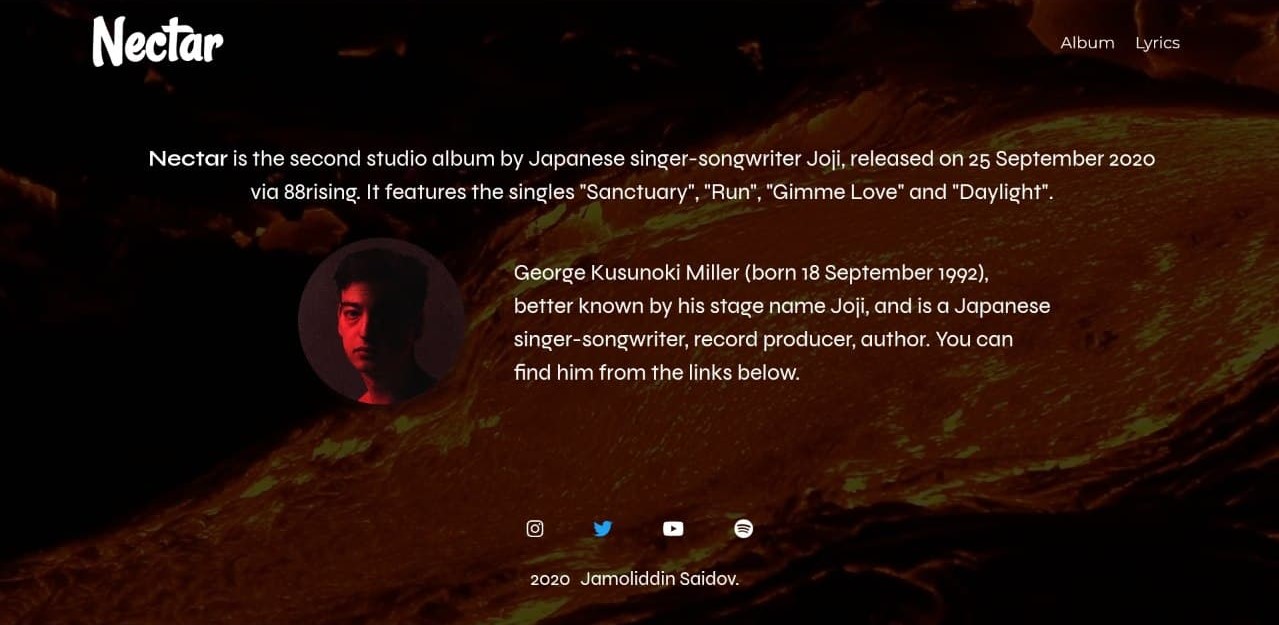 Nectar
Album Lyrics
Nectar is the second studio album by Japanese singer-songwriter Joji, released on 25 September 2020
via 88rising. It features the singles "Sanctuary", "Run", "Gimme Love" and "Daylight".
George Kusunoki Miller (born 18 September 1992),
better known by his stage name Joji, and is a Japanese
singer-songwriter, record producer, author. You can
find him from the links below.
2020 Jamoliddin Saidov.